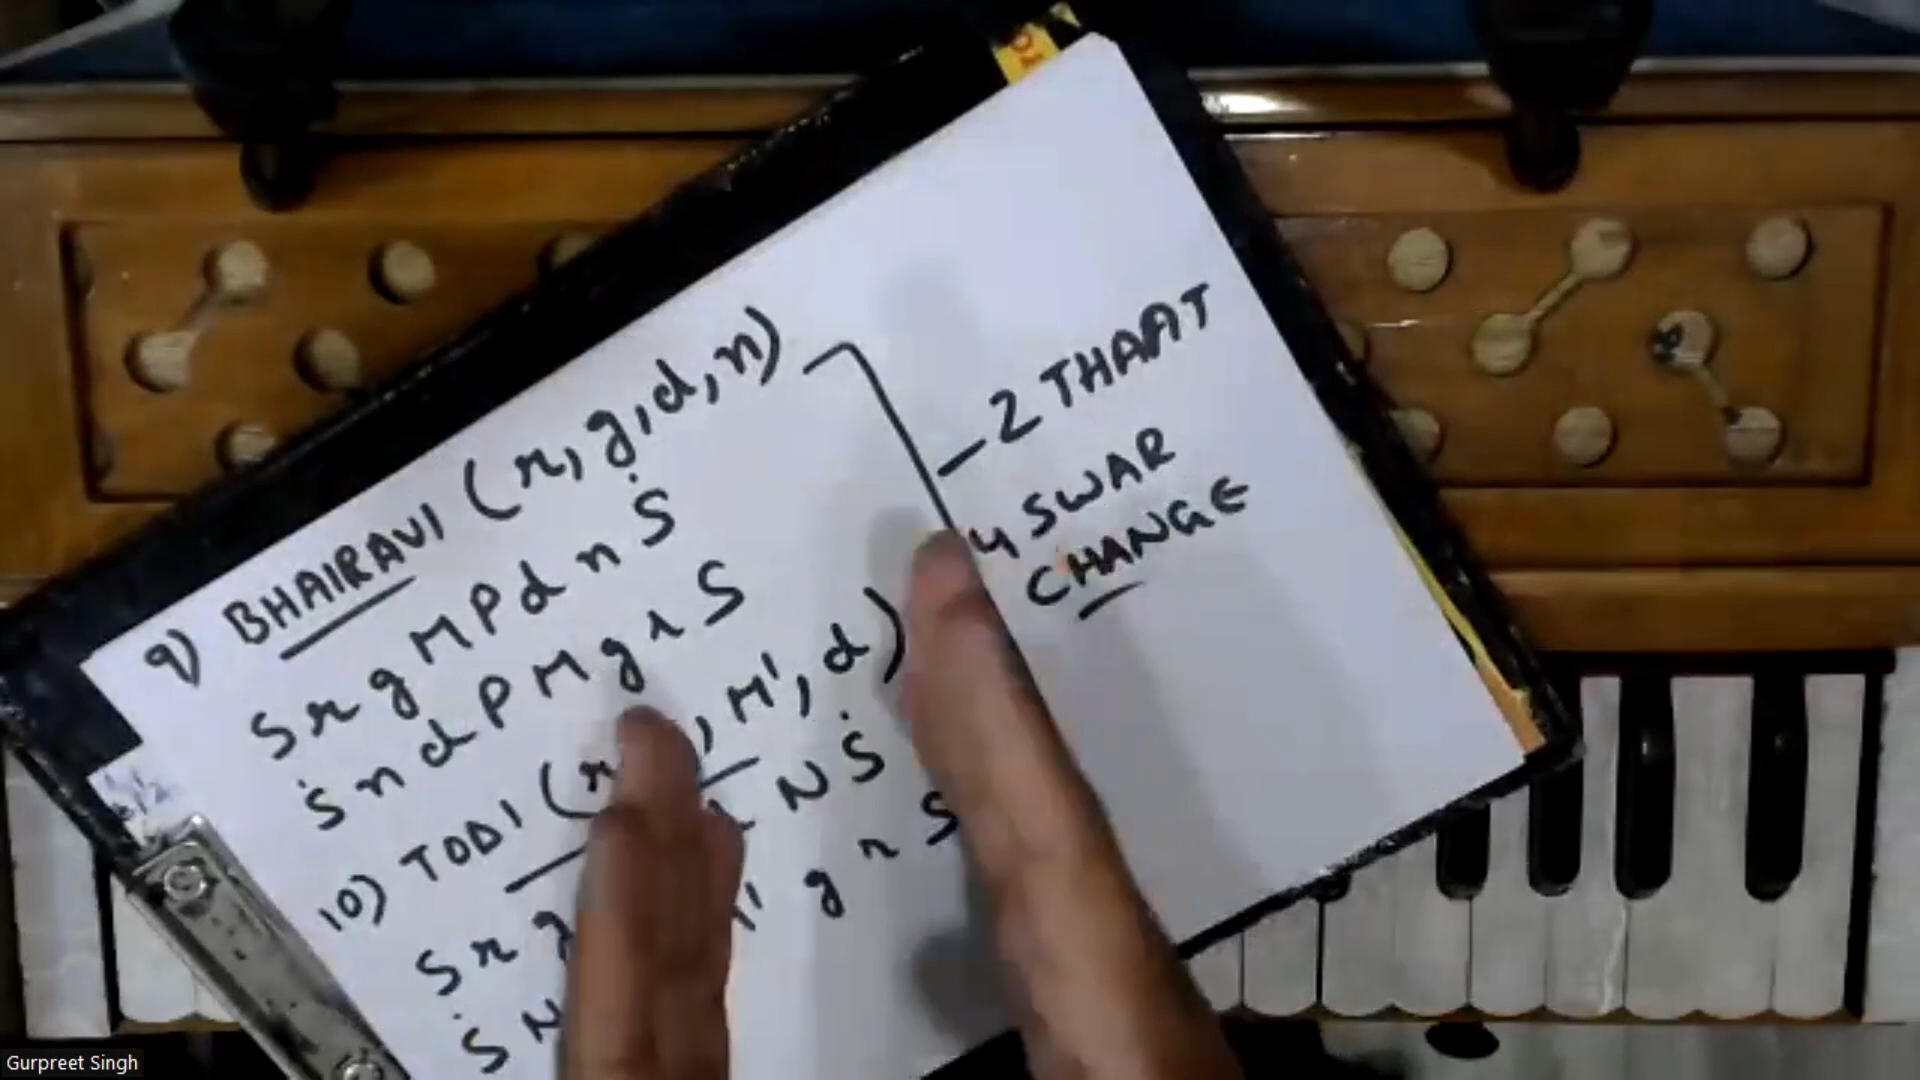 9) BHAIRAVI (r, g, d, n)
S r g M P d n Ṡ
Ṡ n d P M g r S
10) TODI (r , M', d)
S r g N Ṡ
Ṡ N M' g r S
- 2 THAAT
4 SWAR
CHANGE
Gurpreet Singh